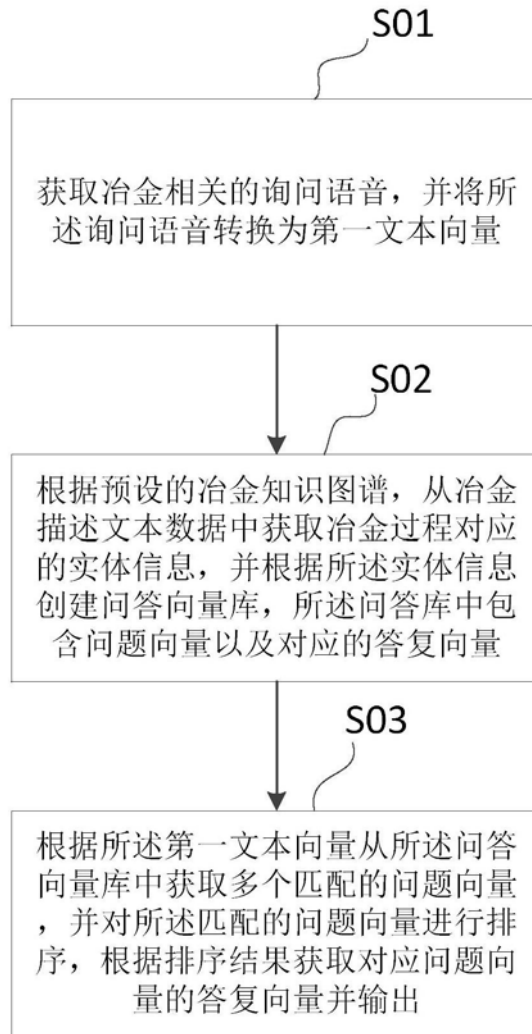 S01
获取冶金相关的询问语音，并将所
述询问语音转换为第一文本向量
S02
根据预设的冶金知识图谱，从冶金
描述文本数据中获取冶金过程对应
的实体信息，并根据所述实体信息
创建问答向量库，所述问答库中包
含问题向量以及对应的答复向量
S03
根据所述第一文本向量从所述问答
向量库中获取多个匹配的问题向量
，并对所述匹配的问题向量进行排
序，根据排序结果获取对应问题向
量的答复向量并输出